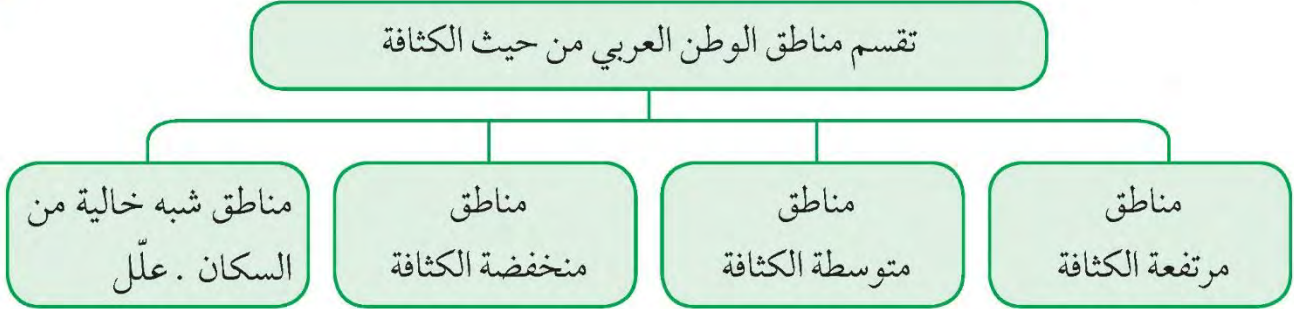 تقسم مناطق الوطن العربي من حيث الكثافة
مناطق
مرتفعة الكثافة
مناطق
متوسطة الكثافة
مناطق
منخفضة الكثافة
مناطق شبه خالية من
السكان . علّل